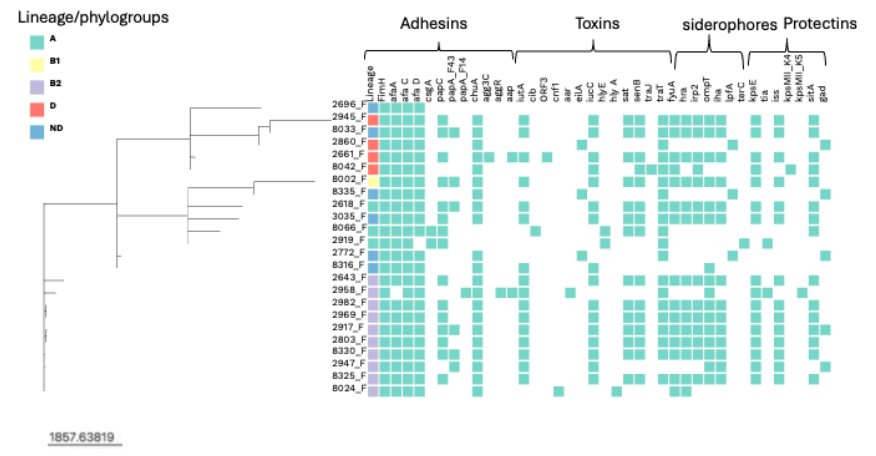 Lineage/phylogroups
A
B1
B2
D
ND
Adhesins
Toxins
siderophores
Protectins
Lineage
FimH
afaA
afa C
afa D
csgA
papC
papA_F43
papA_F14
chuA
agg3C
aggR
aap
iutA
cib
ORF3
cnf1
aar
eilA
iucC
hlyE
hly A
sat
senB
traJ
traT
fyuA
hra
irp2
ompT
iha
lpfA
terC
kpsE
tia
iss
kpsMII_K4
kpsMII_K5
sitA
gad
2696_F
2945_F
8033_F
2860_F
2661_F
8042_F
8002_F
8335_F
2618_F
3035_F
8066_F
2919_F
2772_F
8316_F
2643_F
2958_F
2982_F
2969_F
2917_F
2803_F
8330_F
2947_F
8325_F
8024_F
1857.63819